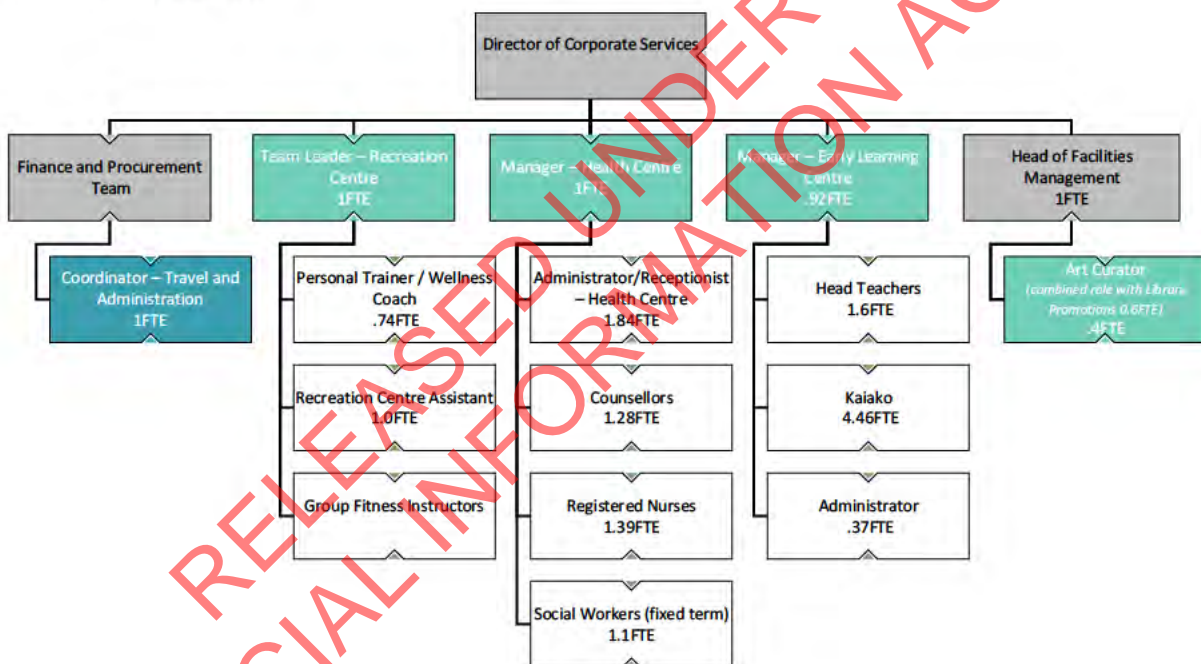 Director of Corporate Services
Finance and Procurement
Team
Team Leader – Recreation
Centre
1FTE
Manager – Health Centre
1FTE
Manager – Early Learning
Centre
.92FTE
Head of Facilities
Management
1FTE
Coordinator – Travel and
Administration
1FTE
Personal Trainer / Wellness
Coach
.74FTE
Administrator/Receptionist
– Health Centre
1.84FTE
Head Teachers
1.6FTE
Art Curator
(combined role with Library
Promotions 0.6FTE)
.4FTE
Recreation Centre Assistant
1.0FTE
Counsellors
1.28FTE
Kaiako
4.46FTE
Group Fitness Instructors
Registered Nurses
1.39FTE
Administrator
.37FTE
Social Workers (fixed term)
1.1FTE
RELEASED UNDER
INFORMATION